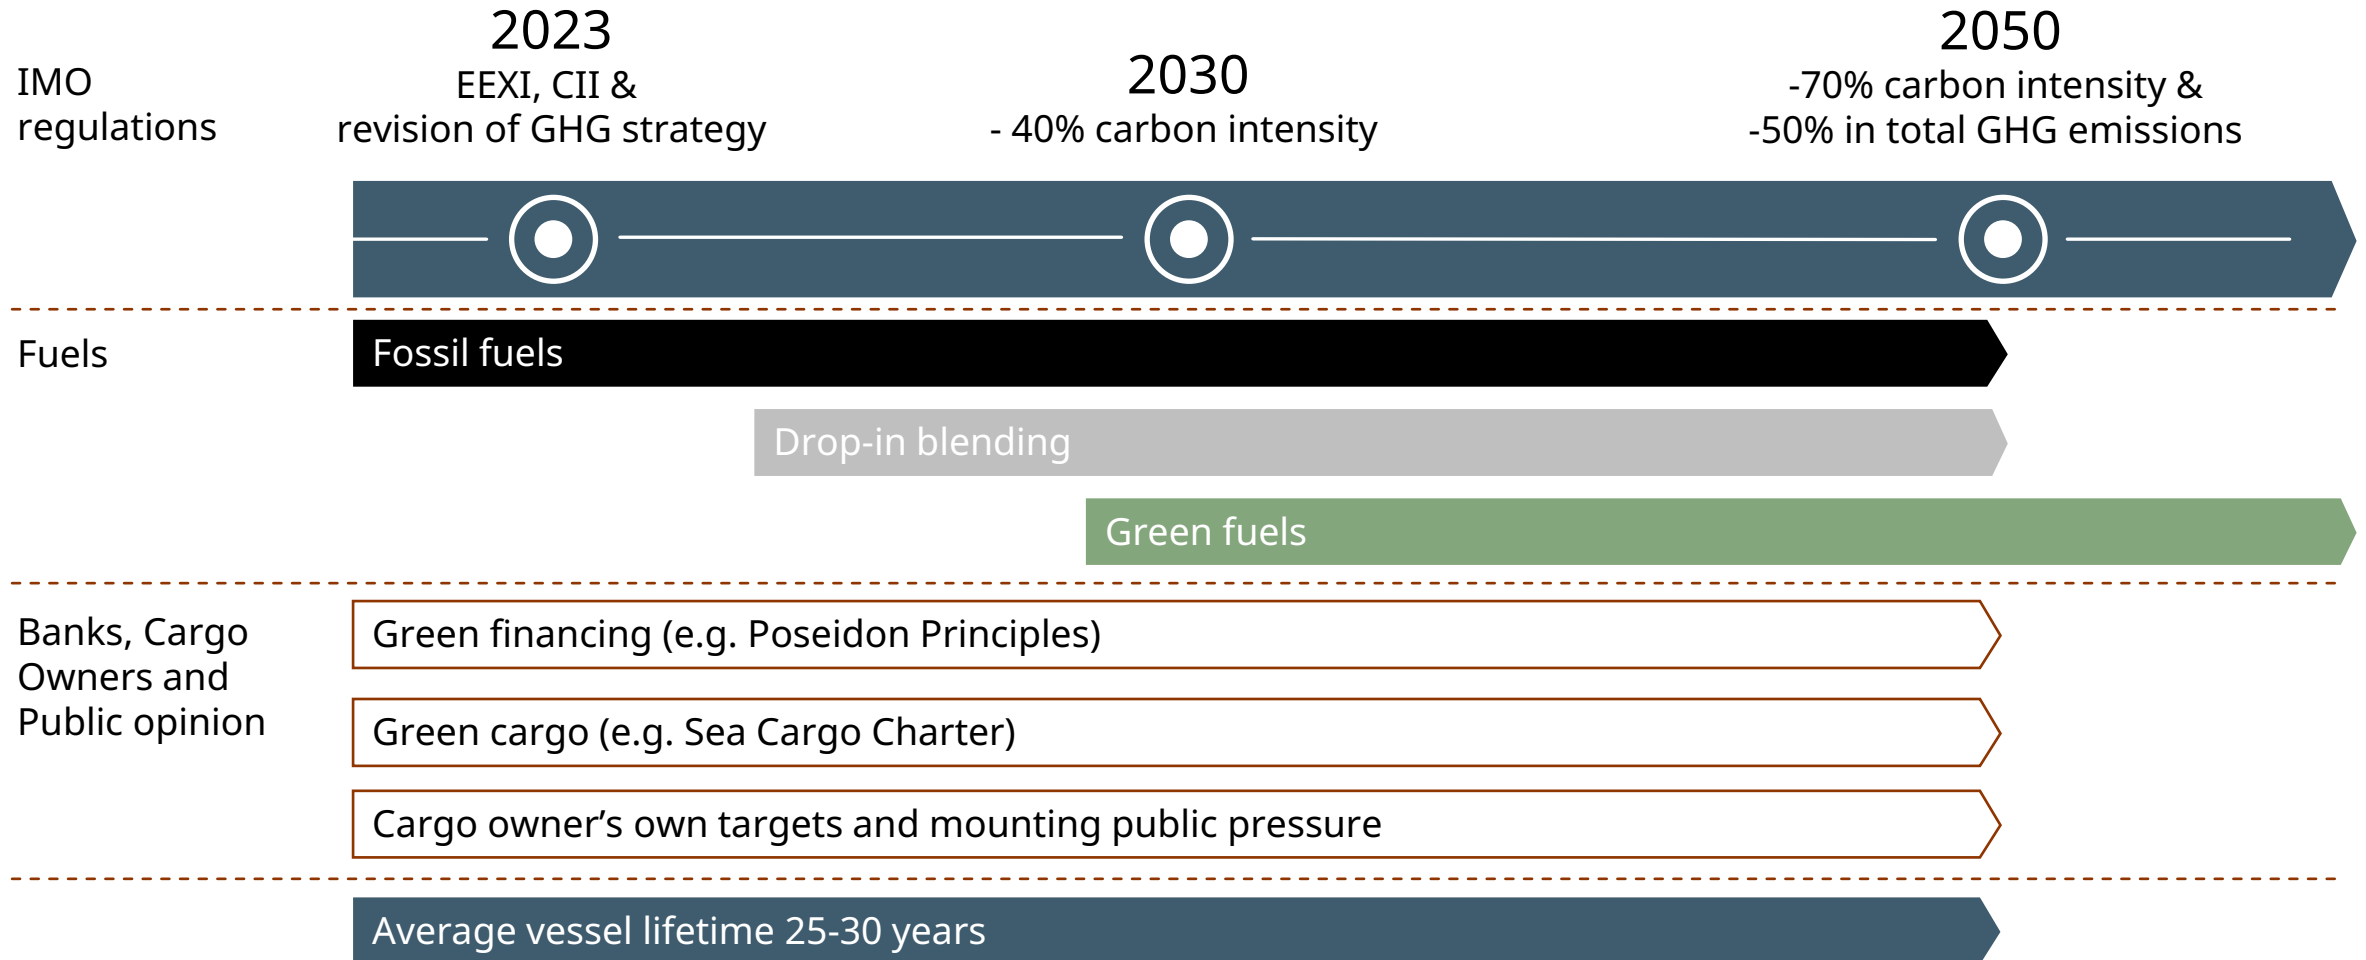 IMO
regulations
2023
EEXI, CII &
revision of GHG strategy
2030
- 40% carbon intensity
2050
-70% carbon intensity &
-50% in total GHG emissions
Fuels
Fossil fuels
Drop-in blending
Green fuels
Banks, Cargo
Owners and
Public opinion
Green financing (e.g. Poseidon Principles)
Green cargo (e.g. Sea Cargo Charter)
Cargo owner’s own targets and mounting public pressure
Average vessel lifetime 25-30 years